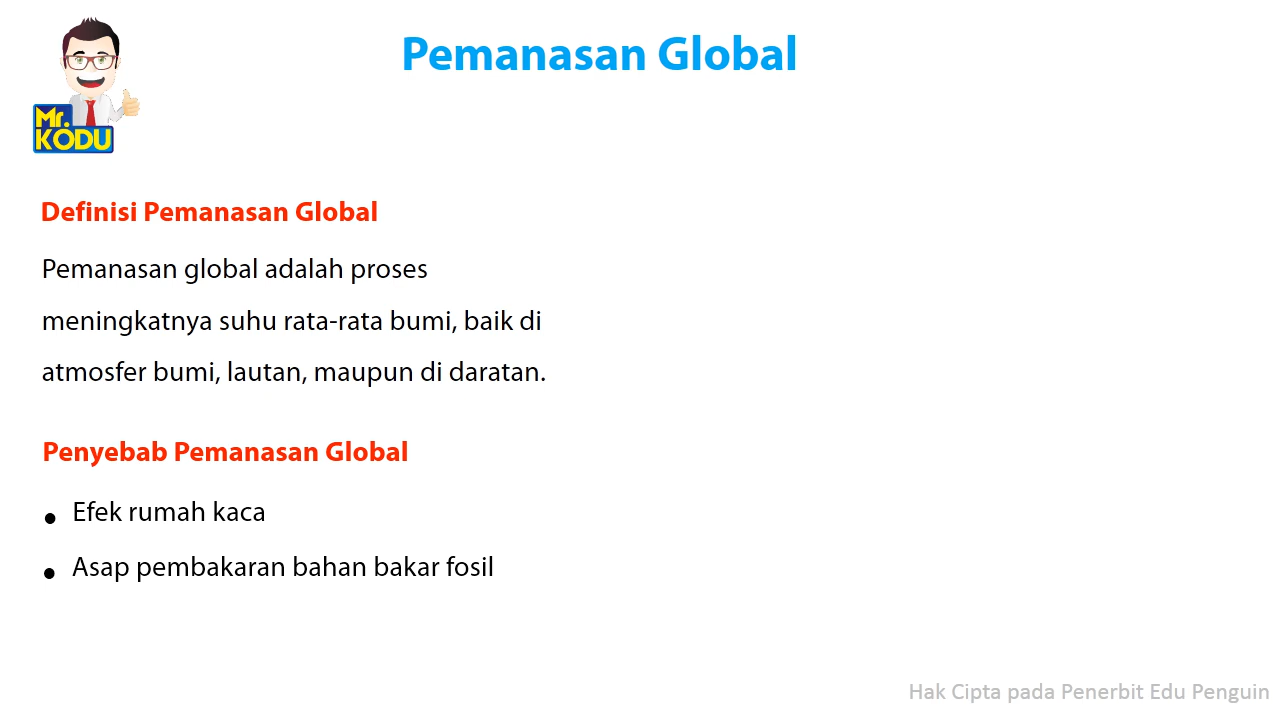 Pemanasan Global
Mr.
KODU
Definisi Pemanasan Global
Pemanasan global adalah proses
meningkatnya suhu rata-rata bumi, baik di
atmosfer bumi, lautan, maupun di daratan.
Penyebab Pemanasan Global
• Efek rumah kaca
• Asap pembakaran bahan bakar fosil
Hak Cipta pada Penerbit Edu Penguin